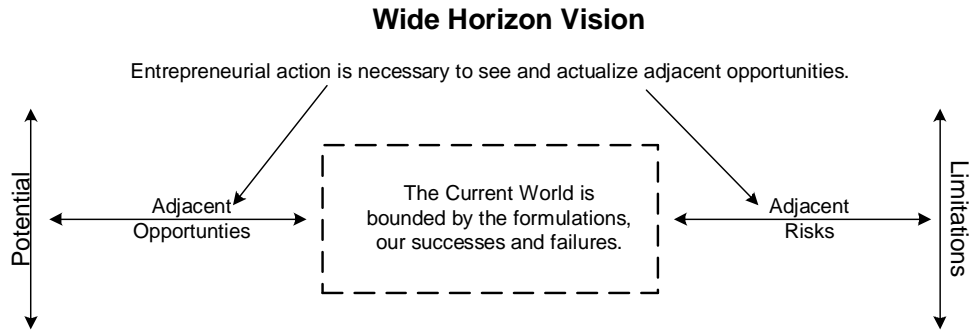 Wide Horizon Vision
Entrepreneurial action is necessary to see and actualize adjacent opportunities.
Potential
Adjacent
Opportunties
The Current World is
bounded by the formulations,
our successes and failures.
Adjacent
Risks
Limitations